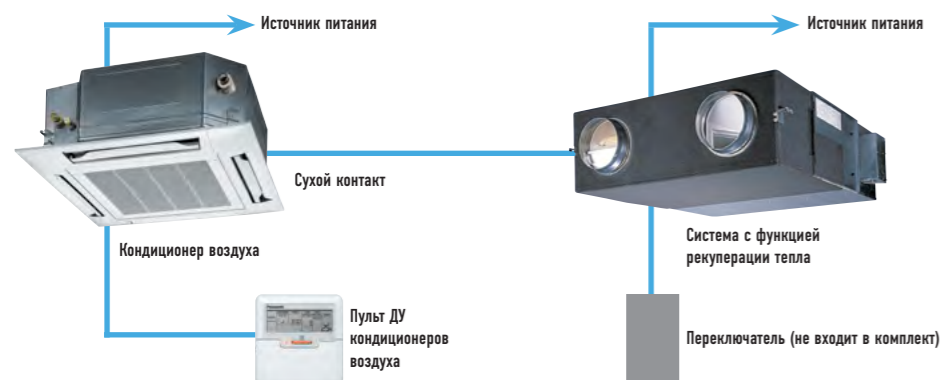 Источник питания
Источник питания
Сухой контакт
Кондиционер воздуха
Система с функцией
рекуперации тепла
Пульт ДУ
кондиционеров
воздуха
Переключатель (не входит в комплект)
Panasonic